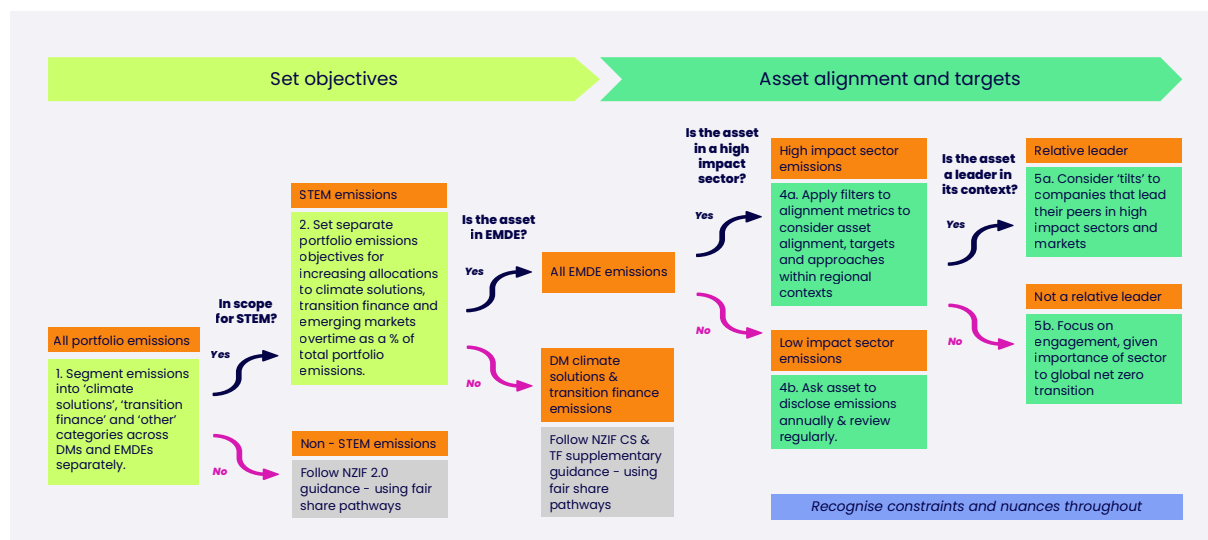 Set objectives
Asset alignment and targets
All portfolio emissions
1. Segment emissions
into ‘climate
solutions’, ‘transition
finance’ and ‘other’
categories across
DMs and EMDEs
separately.
In scope
for STEM?
Yes
No
STEM emissions
2. Set separate
portfolio emissions
objectives for
increasing allocations
to climate solutions,
transition finance and
emerging markets
overtime as a % of
total portfolio
emissions.
Non - STEM emissions
Follow NZIF 2.0
guidance - using fair
share pathways
Is the asset
in EMDE?
Yes
No
All EMDE emissions
DM climate
solutions &
transition finance
emissions
Follow NZIF CS &
TF supplementary
guidance - using
fair share
pathways
Is the asset
in a high
impact
sector?
Yes
No
High impact sector
emissions
4a. Apply filters to
alignment metrics to
consider asset
alignment, targets
and approaches
within regional
contexts
Low impact sector
emissions
4b. Ask asset to
disclose emissions
annually & review
regularly.
Is the asset
a leader in
its context?
Yes
No
Relative leader
5a. Consider ‘tilts’ to
companies that lead
their peers in high
impact sectors and
markets
Not a relative leader
5b. Focus on
engagement, given
importance of sector
to global net zero
transition
Recognise constraints and nuances throughout